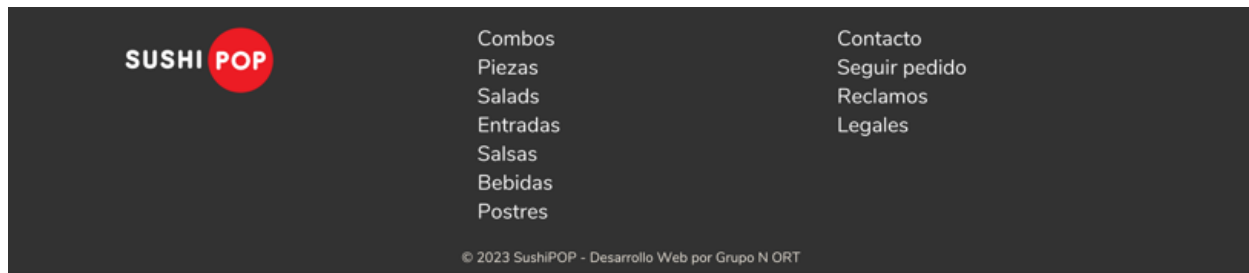 SUSHI POP
Combos
Piezas
Salads
Entradas
Salsas
Bebidas
Postres
Contacto
Seguir pedido
Reclamos
Legales
© 2023 SushiPOP - Desarrollo Web por Grupo N ORT